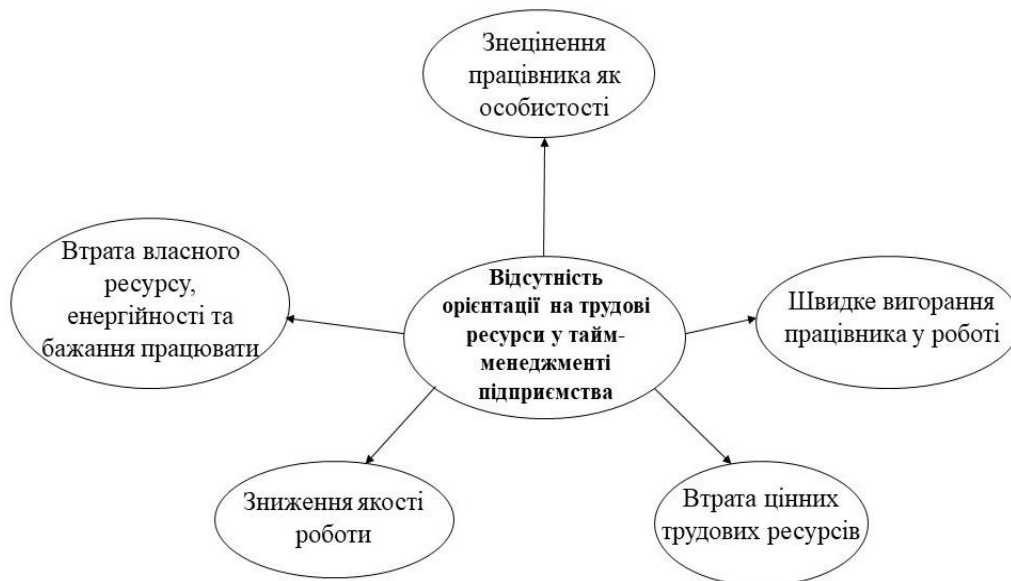 Знецінення
працівника як
особистості
Втрата власного
ресурсу,
енергійності та
бажання працювати
Відсутність
орієнтації на трудові
ресурси у тайм-
менеджменті
підприємства
Швидке вигорання
працівника у роботі
Зниження якості
роботи
Втрата цінних
трудових ресурсів